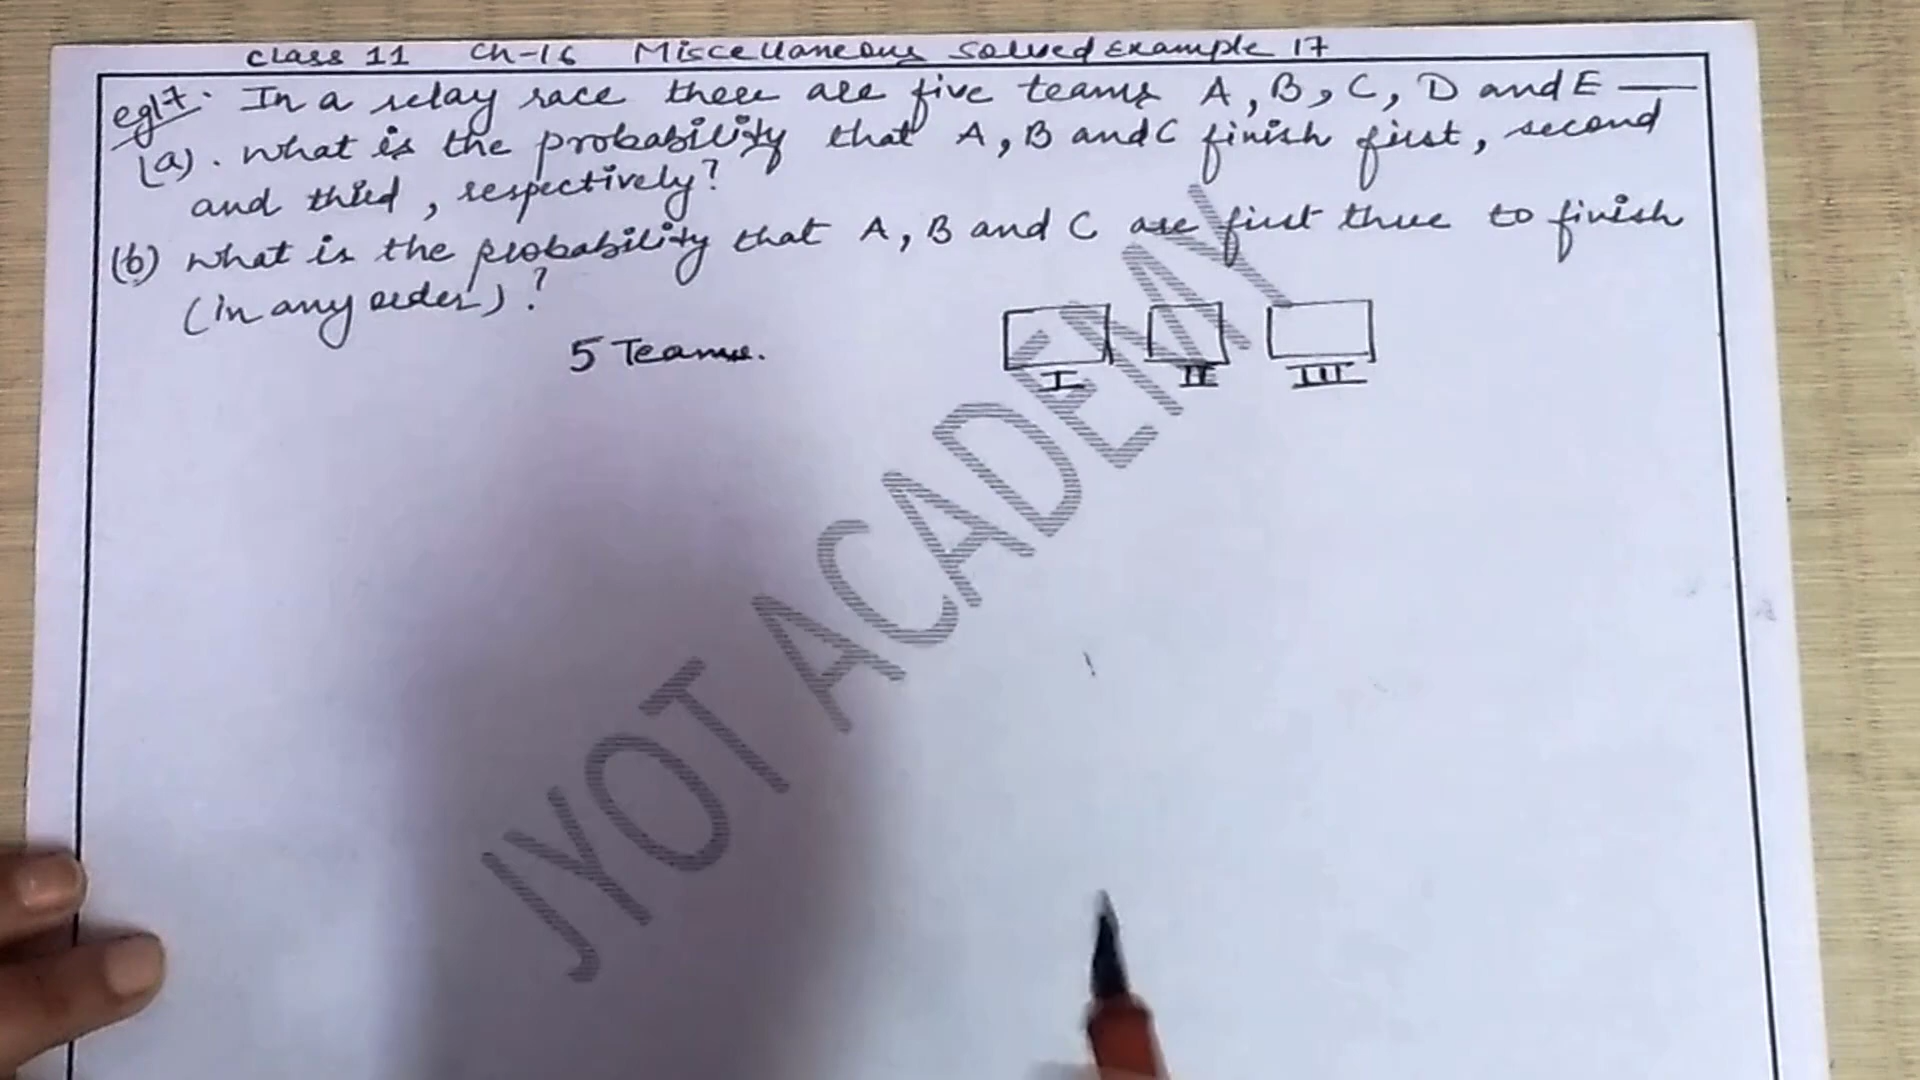 class 11 Ch-16 Miscellaneous Solved Example 17
eg17. In a relay race there are five teams A, B, C, D and E —
(a). What is the probability that A, B and C finish first, second
and third, respectively?
(b) What is the probability that A, B and C are first three to finish
(in any order)?
5 Teams.
I II III
JYOT ACADEMY